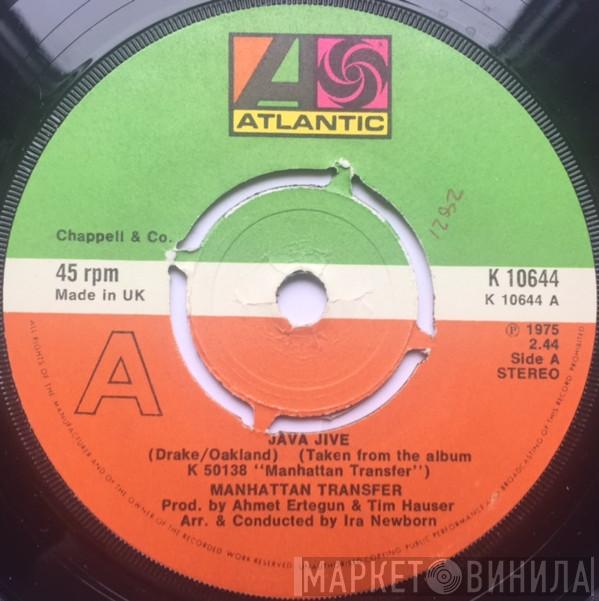 ATLANTIC
2821
Chappell & Co.
45 rpm
Made in UK
K 10644
K 10644 A
℗ 1975
2.44
Side A
STEREO
A
JAVA JIVE
(Drake/Oakland) (Taken from the album
K 50138 "Manhattan Transfer")
MANHATTAN TRANSFER
Prod. by Ahmet Ertegun & Tim Hauser
Arr. & Conducted by Ira Newborn
ALL RIGHTS OF THE MANUFACTURER AND OF THE OWNER OF THE RECORDED WORK RESERVED. UNAUTHORISED COPYING PUBLIC PERFORMANCE AND BROADCASTING OF THIS RECORD PROHIBITED
МАРКЕТ ВИНИЛА